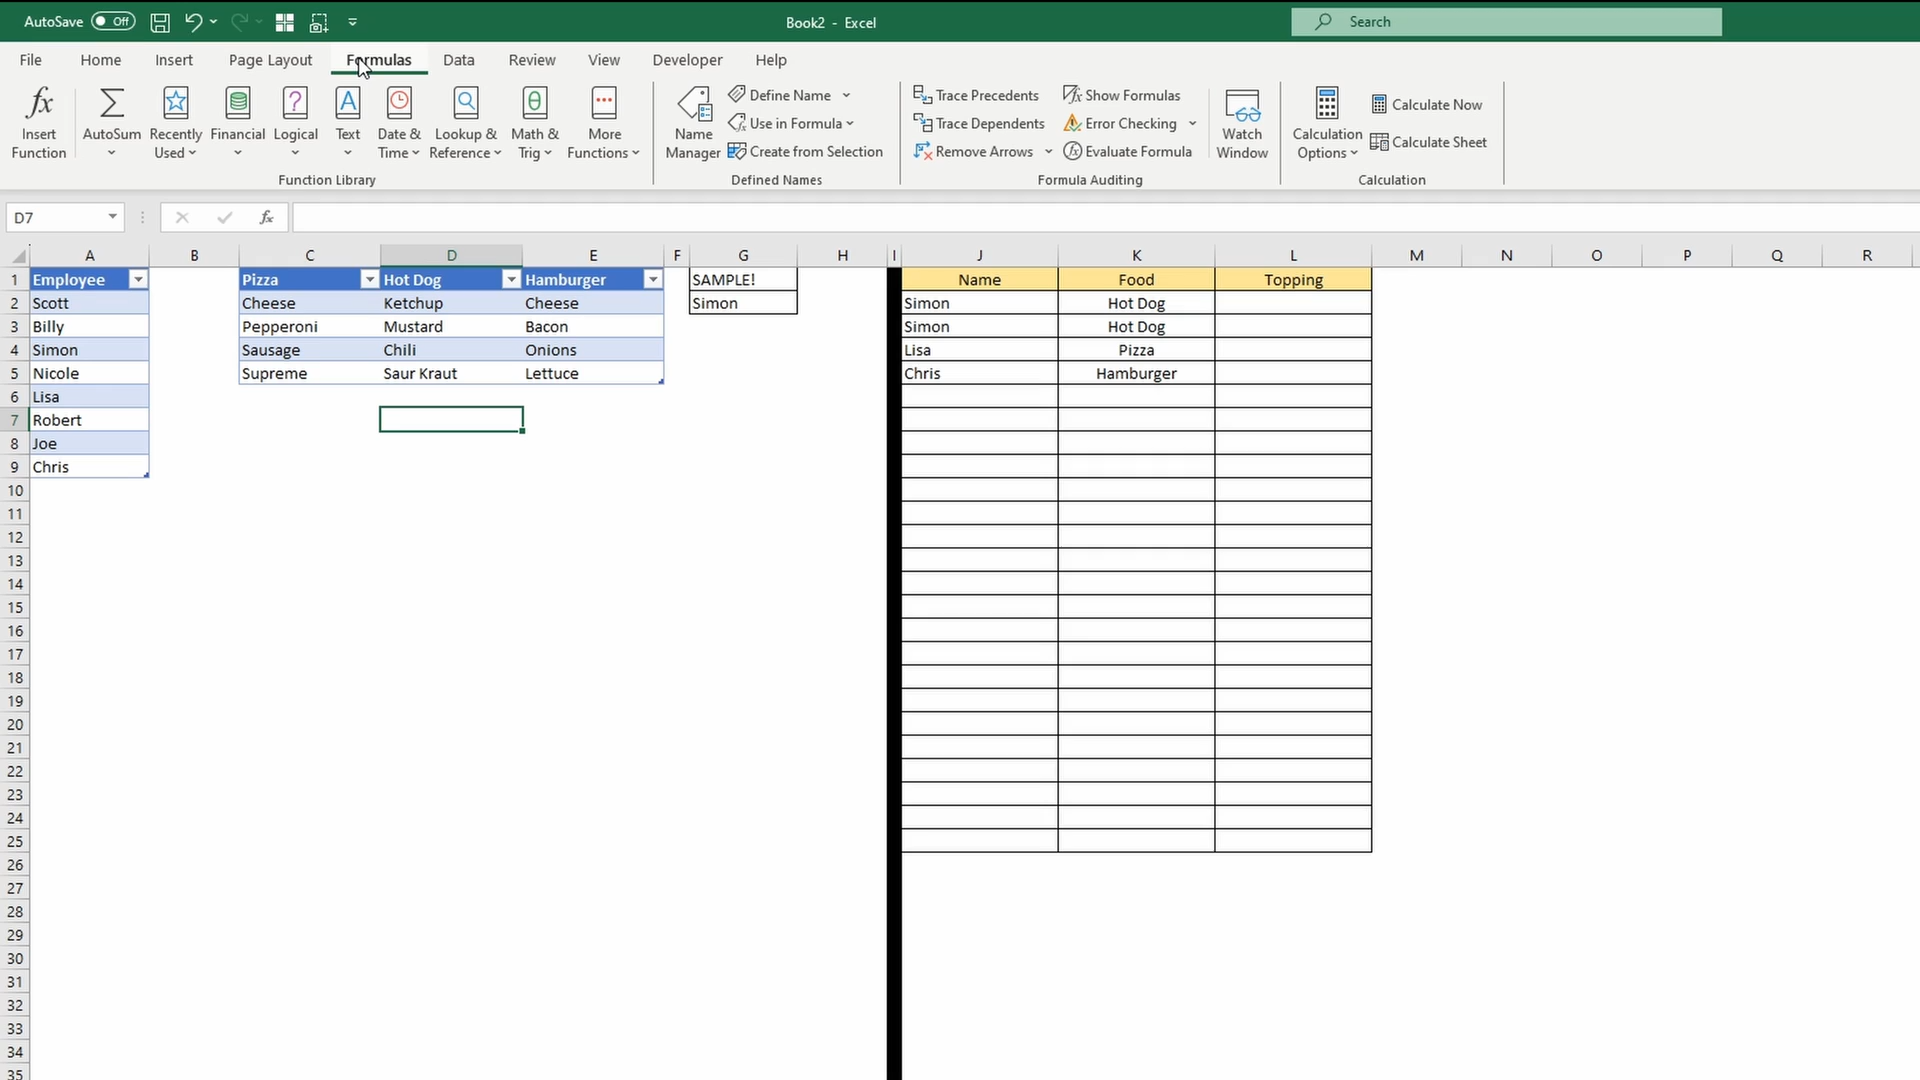 AutoSave Off Book2 - Excel Search
File Home Insert Page Layout Formulas Data Review View Developer Help
fx Insert Function
AutoSum
Recently Used
Financial
Logical
Text
Date & Time
Lookup & Reference
Math & Trig
More Functions
Function Library
Name Manager
Define Name
Use in Formula
Create from Selection
Defined Names
Trace Precedents
Trace Dependents
Remove Arrows
Show Formulas
Error Checking
Evaluate Formula
Formula Auditing
Watch Window
Calculation Options
Calculate Now
Calculate Sheet
Calculation
D7 fx
A B C D E F G H I J K L M N O P Q R
1 Employee Pizza Hot Dog Hamburger SAMPLE! Name Food Topping
2 Scott Cheese Ketchup Cheese Simon Simon Hot Dog
3 Billy Pepperoni Mustard Bacon Simon Hot Dog
4 Simon Sausage Chili Onions Lisa Pizza
5 Nicole Supreme Saur Kraut Lettuce Chris Hamburger
6 Lisa
7 Robert
8 Joe
9 Chris
10
11
12
13
14
15
16
17
18
19
20
21
22
23
24
25
26
27
28
29
30
31
32
33
34
35